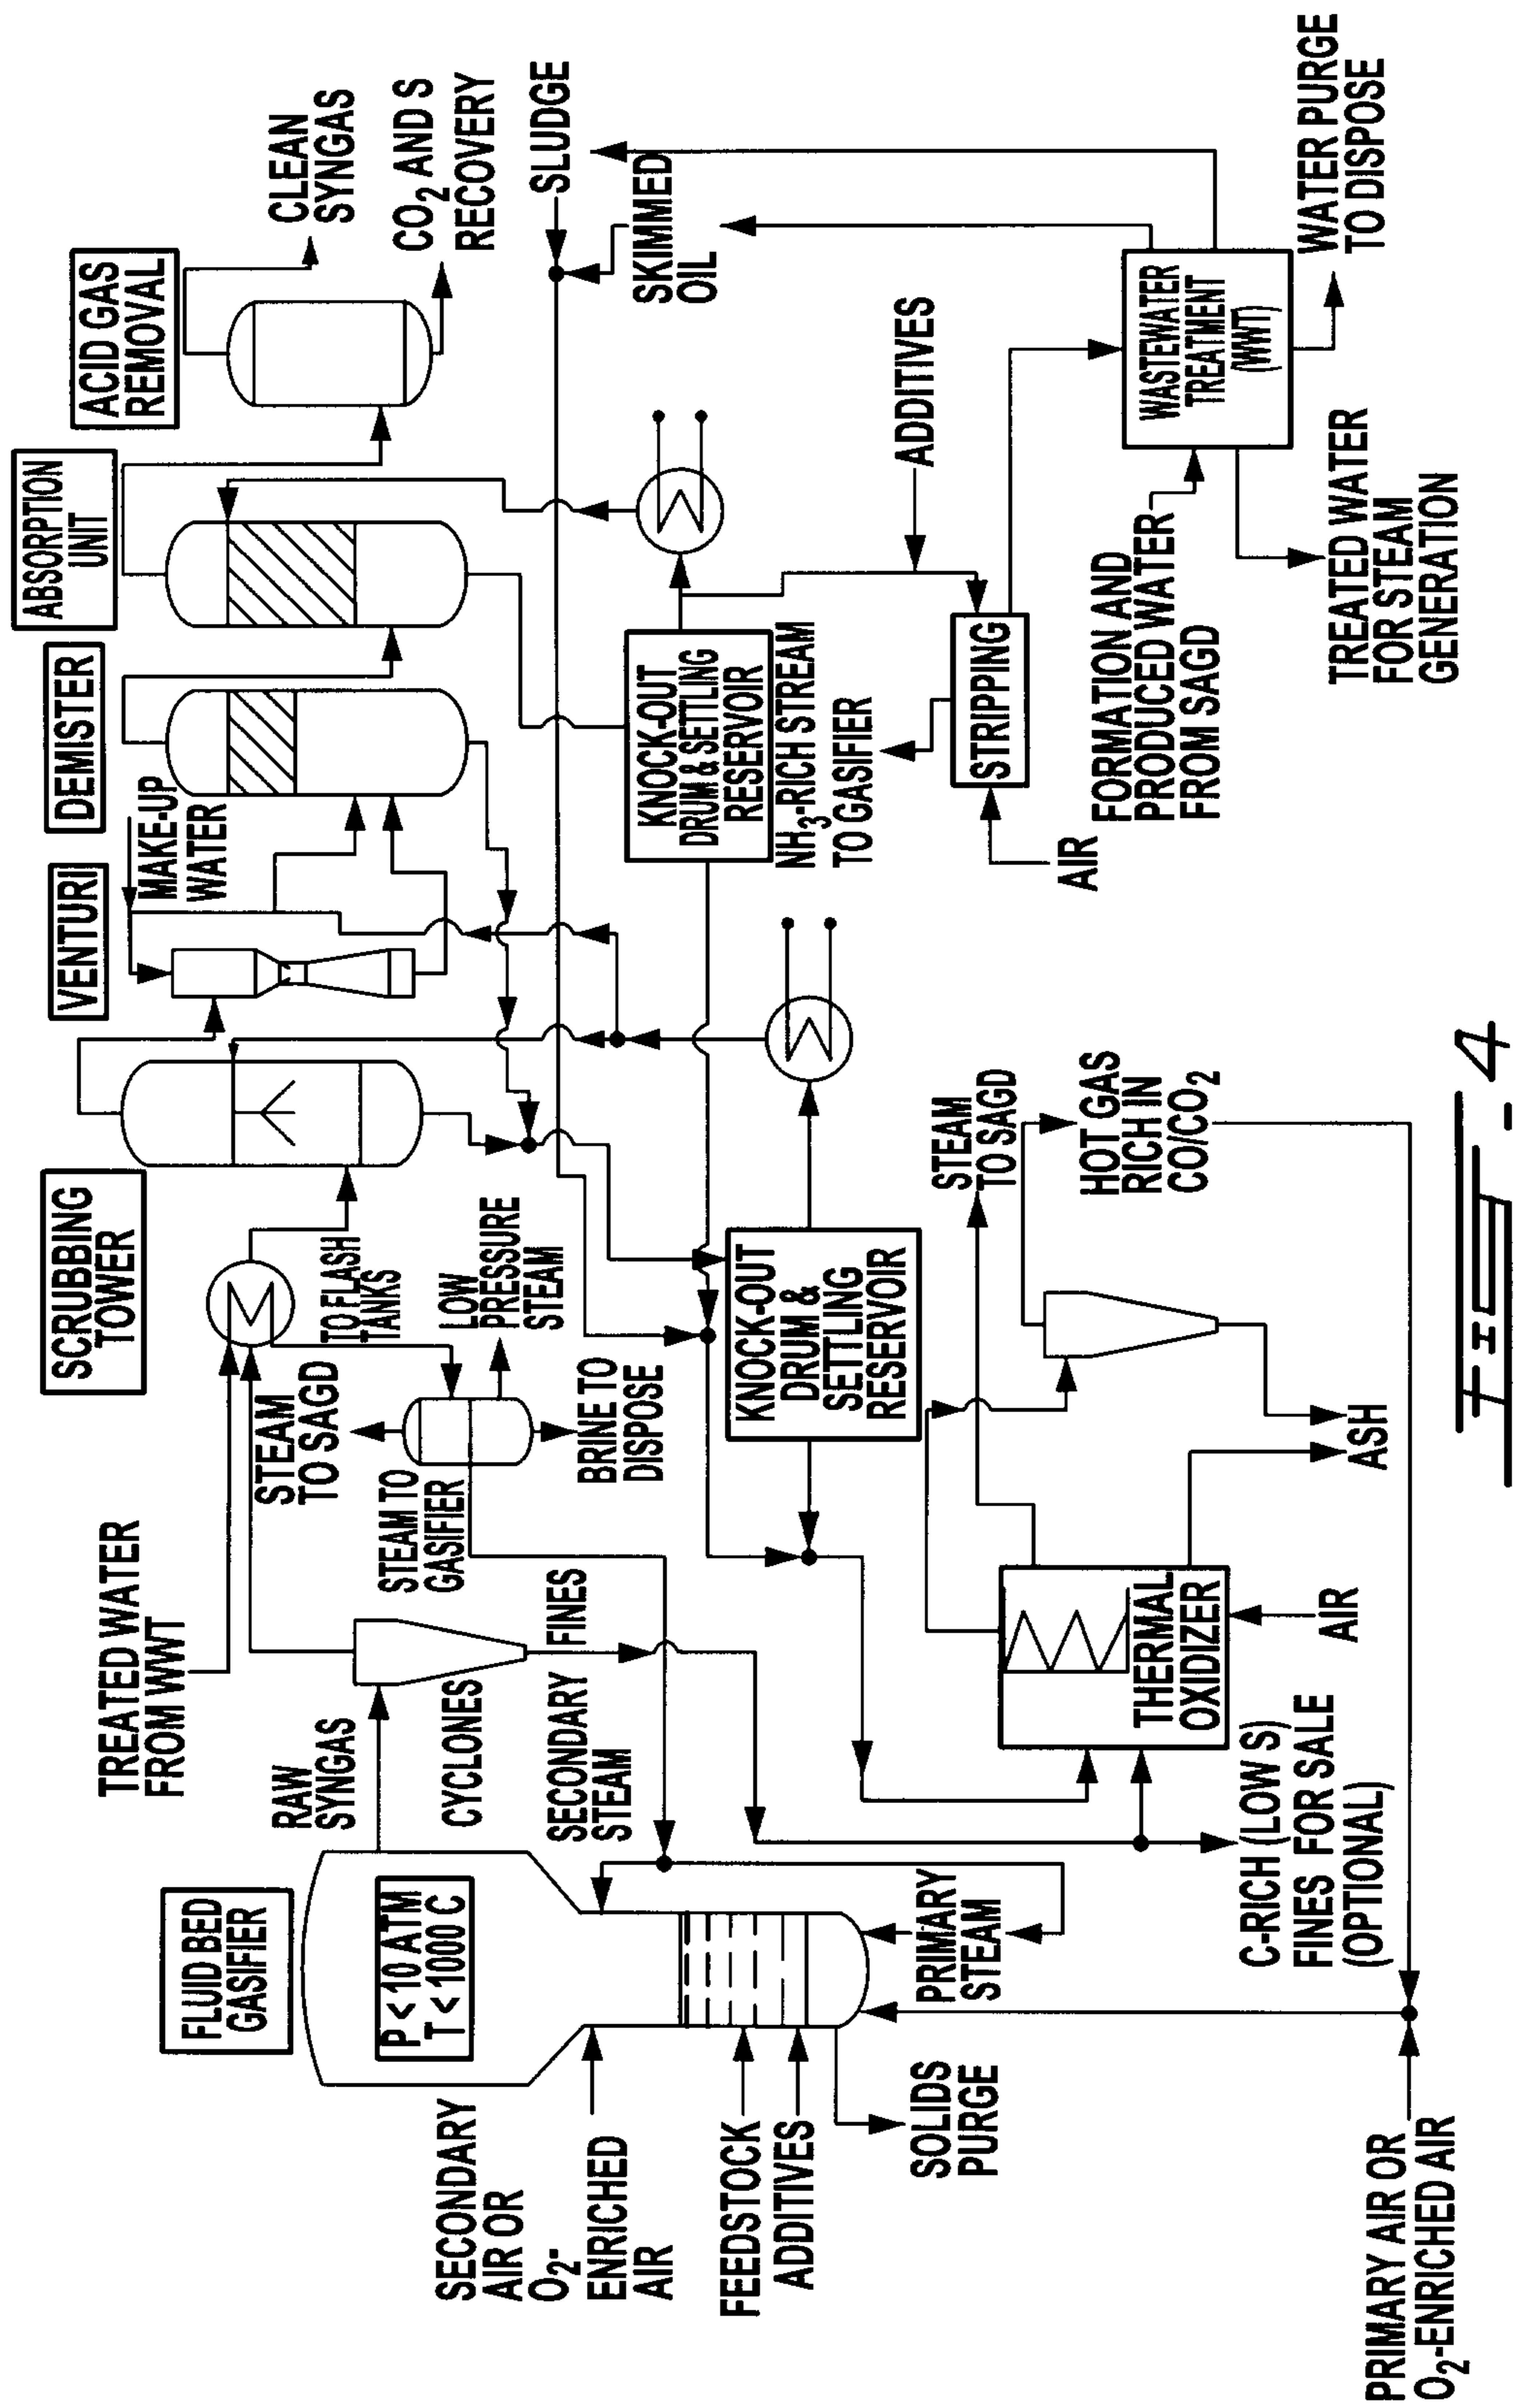 FLUID BED
GASIFIER
P < 10 ATM
T < 1000 C
SECONDARY
AIR OR
O2-
ENRICHED
AIR
FEEDSTOCK
ADDITIVES
SOLIDS
PURGE
PRIMARY AIR OR
O2-ENRICHED AIR
PRIMARY
STEAM
TREATED WATER
FROM WWT
RAW
SYNGAS
CYCLONES
SECONDARY
STEAM
FINES
C-RICH (LOW S)
FINES FOR SALE
(OPTIONAL)
STEAM
TO SAGD
STEAM TO
GASIFIER
BRINE TO
DISPOSE
TO FLASH
TANKS
LOW
PRESSURE
STEAM
SCRUBBING
TOWER
KNOCK-OUT
DRUM &
SETTLING
RESERVOIR
THERMAL
OXIDIZER
AIR
ASH
STEAM
TO SAGD
HOT GAS
RICH IN
CO/CO2
VENTURI
MAKE-UP
WATER
DEMISTER
ABSORPTION
UNIT
ACID GAS
REMOVAL
CLEAN
SYNGAS
CO2 AND S
RECOVERY
SLUDGE
SKIMMED
OIL
KNOCK-OUT
DRUM & SETTLING
RESERVOIR
NH3-RICH STREAM
TO GASIFIER
ADDITIVES
STRIPPING
AIR
FORMATION AND
PRODUCED WATER
FROM SAGD
WASTEWATER
TREATMENT
(WWT)
TREATED WATER
FOR STEAM
GENERATION
WATER PURGE
TO DISPOSE
FIG-4